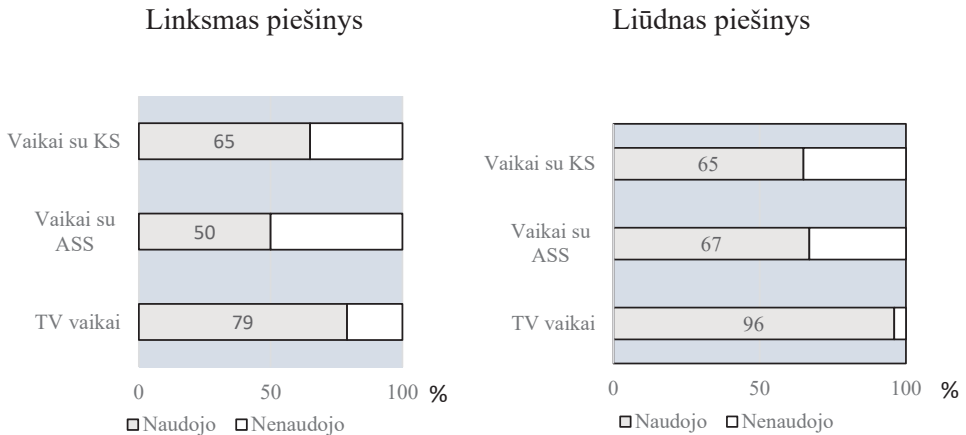 Linksmas piešinys
Vaikai su KS
65
Vaikai su
ASS
50
TV vaikai
79
0 50 100 %
Naudojo Nenaudojo
Liūdnas piešinys
Vaikai su KS
65
Vaikai su
ASS
67
TV vaikai
96
0 50 100 %
Naudojo Nenaudojo